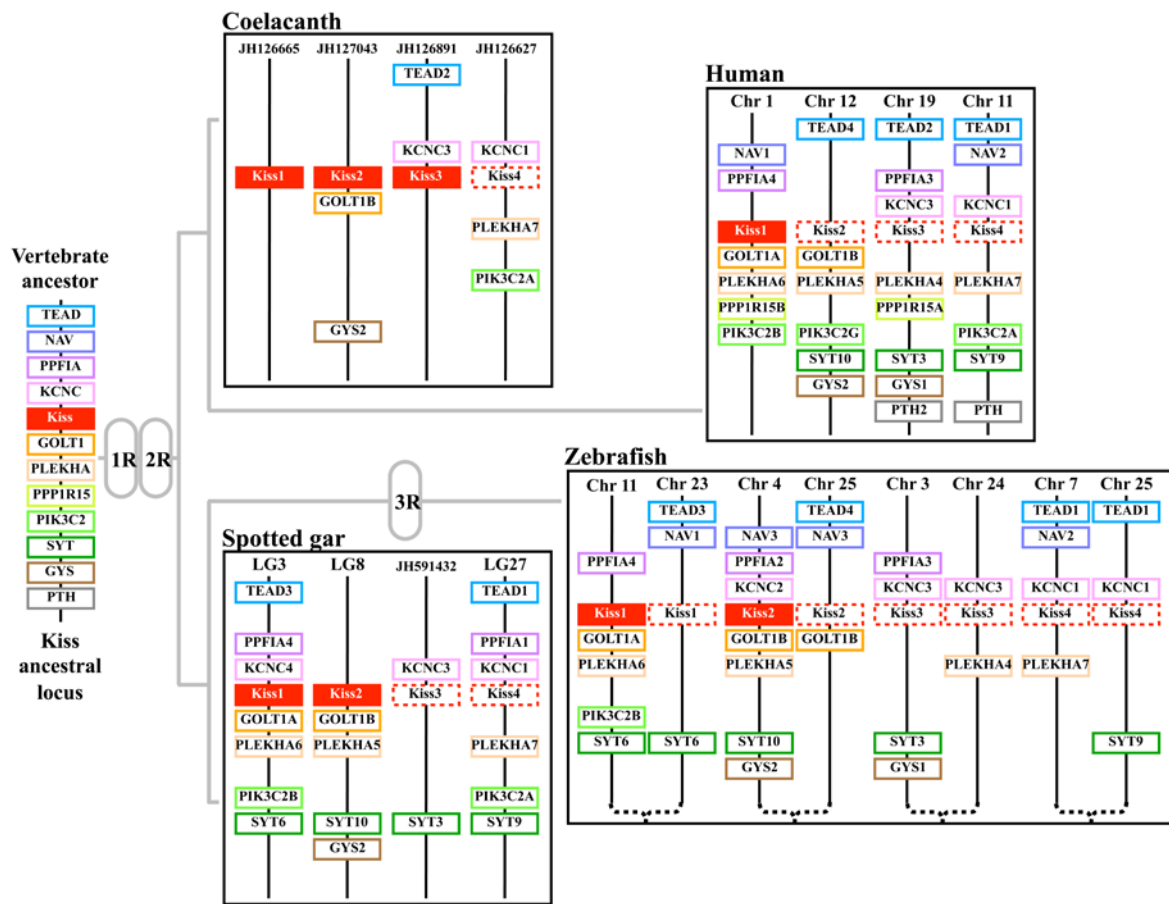 Coelacanth
JH126665 JH127043 JH126891 JH126627
TEAD2
KCNC3 KCNC1
Kiss1 Kiss2 Kiss3 Kiss4
GOLT1B
PLEKHA7
PIK3C2A
GYS2
Human
Chr 1 Chr 12 Chr 19 Chr 11
TEAD4 TEAD2 TEAD1
NAV1 NAV2
PPFIA4 PPFIA3
KCNC3 KCNC1
Kiss1 Kiss2 Kiss3 Kiss4
GOLT1A GOLT1B
PLEKHA6 PLEKHA5 PLEKHA4 PLEKHA7
PPP1R15B PPP1R15A
PIK3C2B PIK3C2G PIK3C2A
SYT10 SYT3 SYT9
GYS2 GYS1
PTH2 PTH
Vertebrate
ancestor
TEAD
NAV
PPFIA
KCNC
Kiss
GOLT1
PLEKHA
PPP1R15
PIK3C2
SYT
GYS
PTH
Kiss
ancestral
locus
1R 2R
3R
Spotted gar
LG3 LG8 JH591432 LG27
TEAD3 TEAD1
PPFIA4 PPFIA1
KCNC4 KCNC3 KCNC1
Kiss1 Kiss2 Kiss3 Kiss4
GOLT1A GOLT1B
PLEKHA6 PLEKHA5 PLEKHA7
PIK3C2B PIK3C2A
SYT6 SYT10 SYT3 SYT9
GYS2
Zebrafish
Chr 11 Chr 23 Chr 4 Chr 25 Chr 3 Chr 24 Chr 7 Chr 25
TEAD3 TEAD4 TEAD1 TEAD1
NAV1 NAV3 NAV3 NAV2
PPFIA4 PPFIA2 PPFIA3
KCNC2 KCNC3 KCNC3 KCNC1 KCNC1
Kiss1 Kiss1 Kiss2 Kiss2 Kiss3 Kiss3 Kiss4 Kiss4
GOLT1A GOLT1B GOLT1B
PLEKHA6 PLEKHA5 PLEKHA4 PLEKHA7
PIK3C2B
SYT6 SYT6 SYT10 SYT3 SYT9
GYS2 GYS1